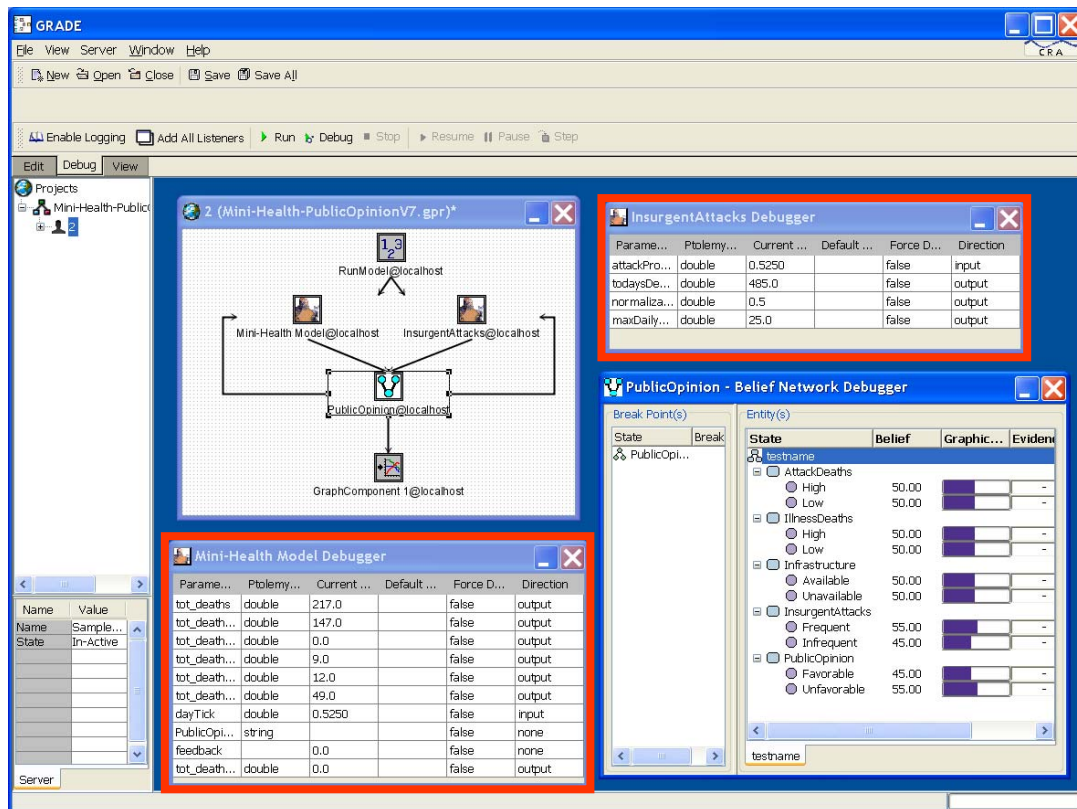 GRADE
File View Server Window Help
CRA
New Open Close Save Save All
Enable Logging Add All Listeners Run Debug Stop Resume Pause Step
Edit Debug View
Projects
Mini-Health-Public
2
Name Value
Name Sample...
State In-Active
Server
2 (Mini-Health-PublicOpinionV7.gpr)*
1 2 3
RunModel@localhost
Mini-Health Model@localhost InsurgentAttacks@localhost
PublicOpinion@localhost
GraphComponent 1@localhost
InsurgentAttacks Debugger
Parame... Ptolemy... Current ... Default ... Force D... Direction
attackPro... double 0.5250 false input
todaysDe... double 485.0 false output
normaliza... double 0.5 false output
maxDaily... double 25.0 false output
Mini-Health Model Debugger
Parame... Ptolemy... Current ... Default ... Force D... Direction
tot_deaths double 217.0 false output
tot_death... double 147.0 false output
tot_death... double 0.0 false output
tot_death... double 9.0 false output
tot_death... double 12.0 false output
tot_death... double 49.0 false output
dayTick double 0.5250 false input
PublicOpi... string false none
feedback 0.0 false none
tot_death... double 0.0 false output
PublicOpinion - Belief Network Debugger
Break Point(s)
State Break
PublicOpi...
Entity(s)
State Belief Graphic... Eviden
testname
AttackDeaths
High 50.00 -
Low 50.00 -
IllnessDeaths
High 50.00 -
Low 50.00 -
Infrastructure
Available 50.00 -
Unavailable 50.00 -
InsurgentAttacks
Frequent 55.00 -
Infrequent 45.00 -
PublicOpinion
Favorable 45.00 -
Unfavorable 55.00 -
testname